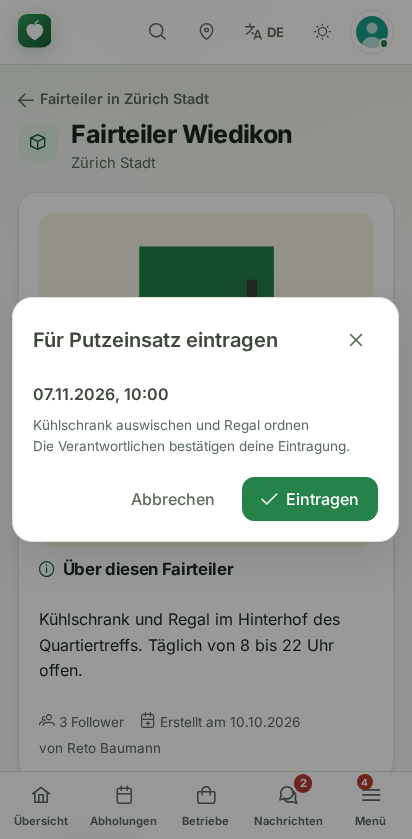 DE
Fairteiler in Zürich Stadt
Fairteiler Wiedikon
Zürich Stadt
Für Putzeinsatz eintragen
07.11.2026, 10:00
Kühlschrank auswischen und Regal ordnen
Die Verantwortlichen bestätigen deine Eintragung.
Abbrechen
Eintragen
Über diesen Fairteiler
Kühlschrank und Regal im Hinterhof des
Quartiertreffs. Täglich von 8 bis 22 Uhr
offen.
3 Follower Erstellt am 10.10.2026
von Reto Baumann
2
4
Übersicht Abholungen Betriebe Nachrichten Menü